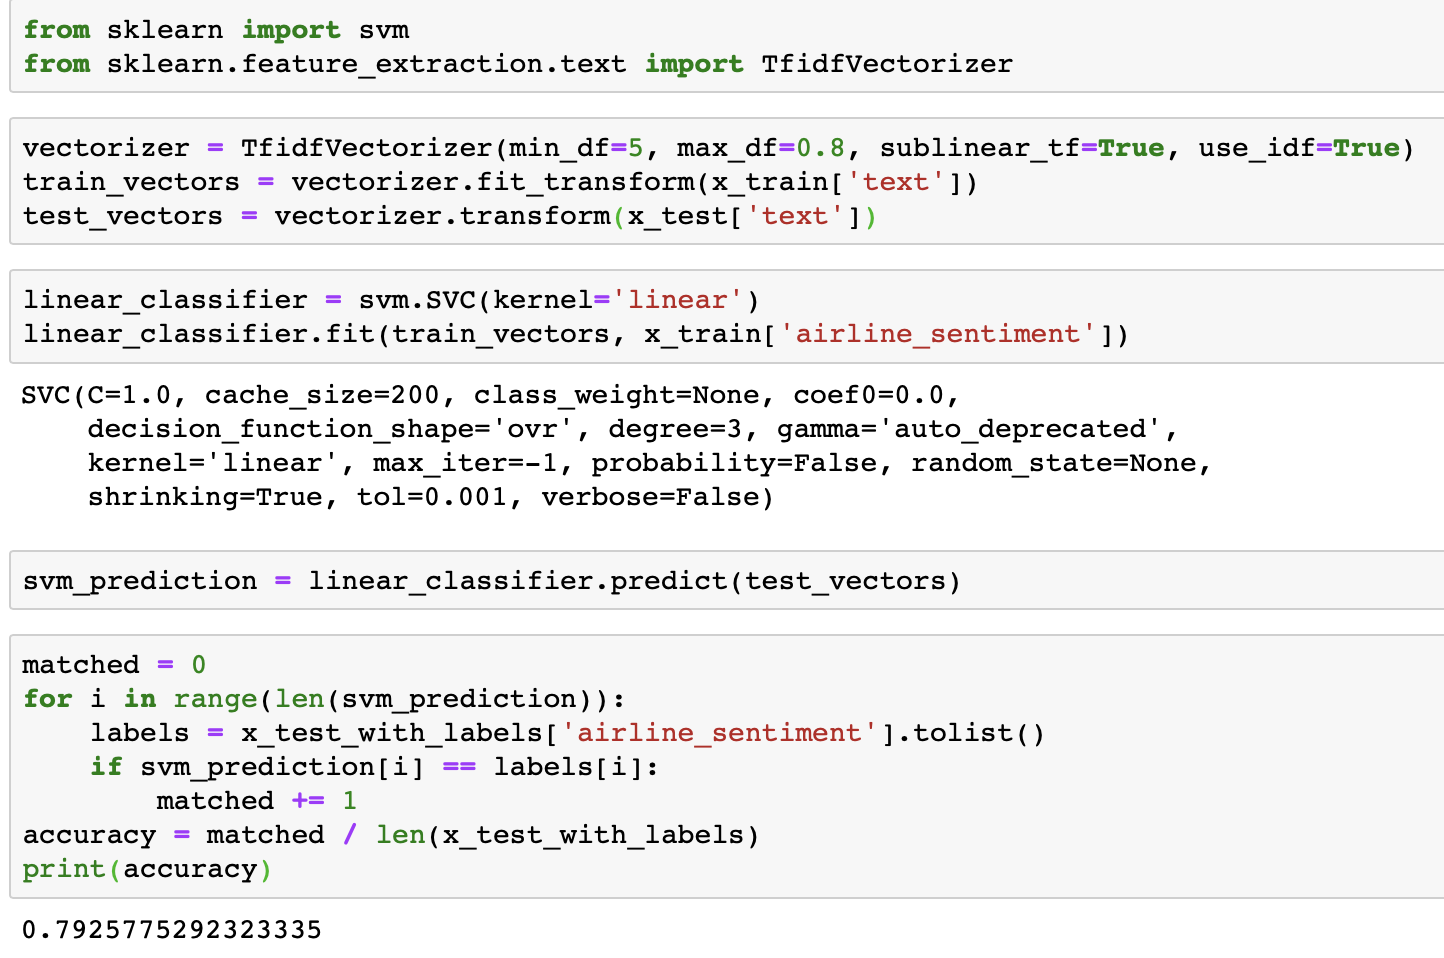 from sklearn import svm
from sklearn.feature_extraction.text import TfidfVectorizer
vectorizer = TfidfVectorizer(min_df=5, max_df=0.8, sublinear_tf=True, use_idf=True)
train_vectors = vectorizer.fit_transform(x_train['text'])
test_vectors = vectorizer.transform(x_test['text'])
linear_classifier = svm.SVC(kernel='linear')
linear_classifier.fit(train_vectors, x_train['airline_sentiment'])
SVC(C=1.0, cache_size=200, class_weight=None, coef0=0.0,
    decision_function_shape='ovr', degree=3, gamma='auto_deprecated',
    kernel='linear', max_iter=-1, probability=False, random_state=None,
    shrinking=True, tol=0.001, verbose=False)
svm_prediction = linear_classifier.predict(test_vectors)
matched = 0
for i in range(len(svm_prediction)):
    labels = x_test_with_labels['airline_sentiment'].tolist()
    if svm_prediction[i] == labels[i]:
        matched += 1
accuracy = matched / len(x_test_with_labels)
print(accuracy)
0.7925775292323335